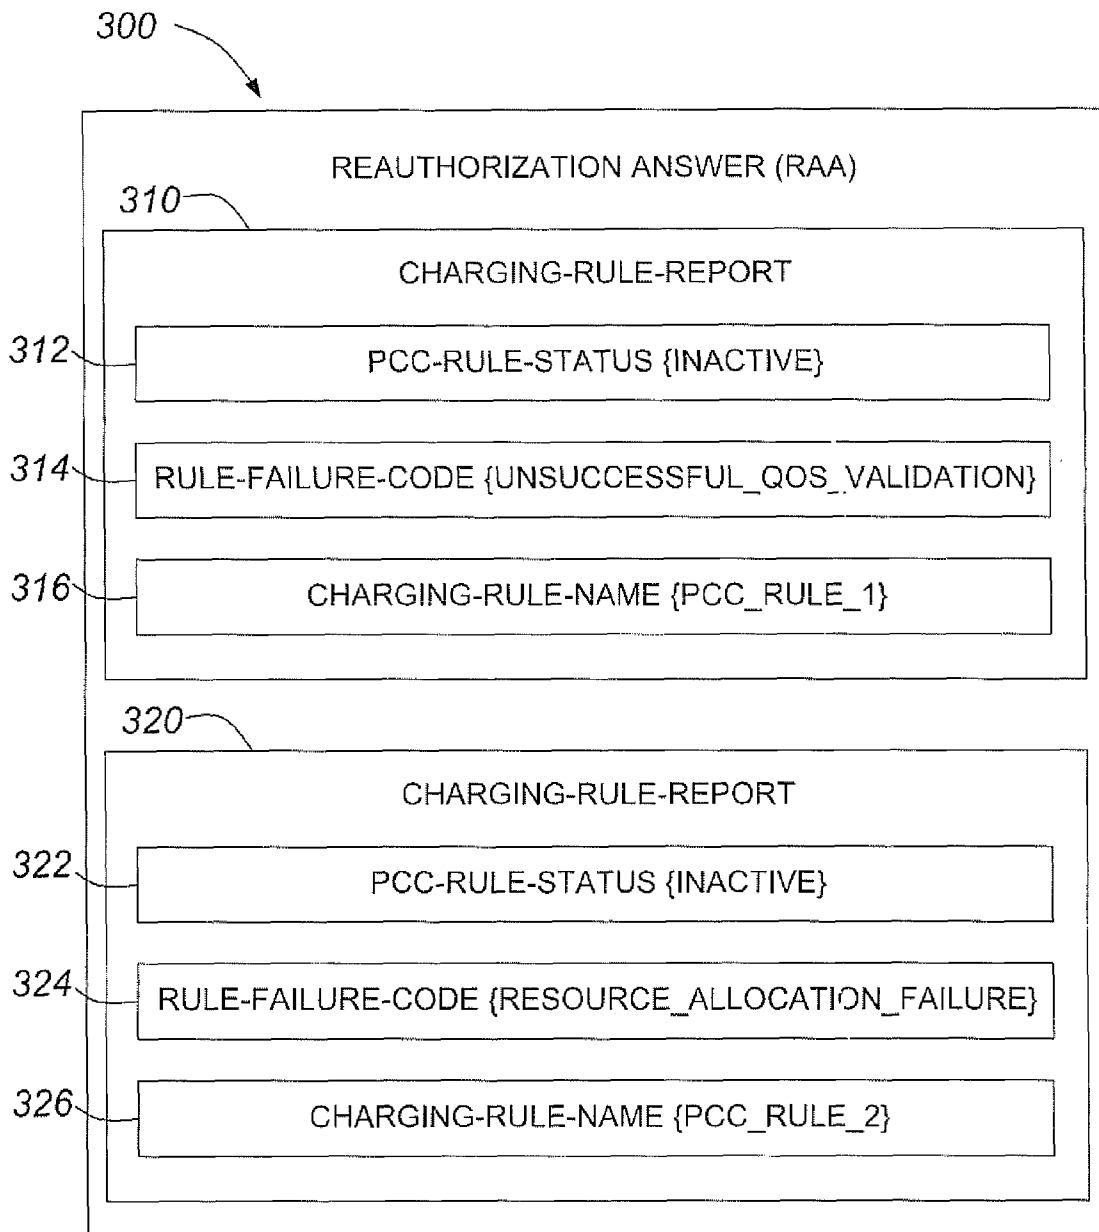 300
REAUTHORIZATION ANSWER (RAA)
310
CHARGING-RULE-REPORT
312
PCC-RULE-STATUS {INACTIVE}
314
RULE-FAILURE-CODE {UNSUCCESSFUL_QOS_VALIDATION}
316
CHARGING-RULE-NAME {PCC_RULE_1}
320
CHARGING-RULE-REPORT
322
PCC-RULE-STATUS {INACTIVE}
324
RULE-FAILURE-CODE {RESOURCE_ALLOCATION_FAILURE}
326
CHARGING-RULE-NAME {PCC_RULE_2}